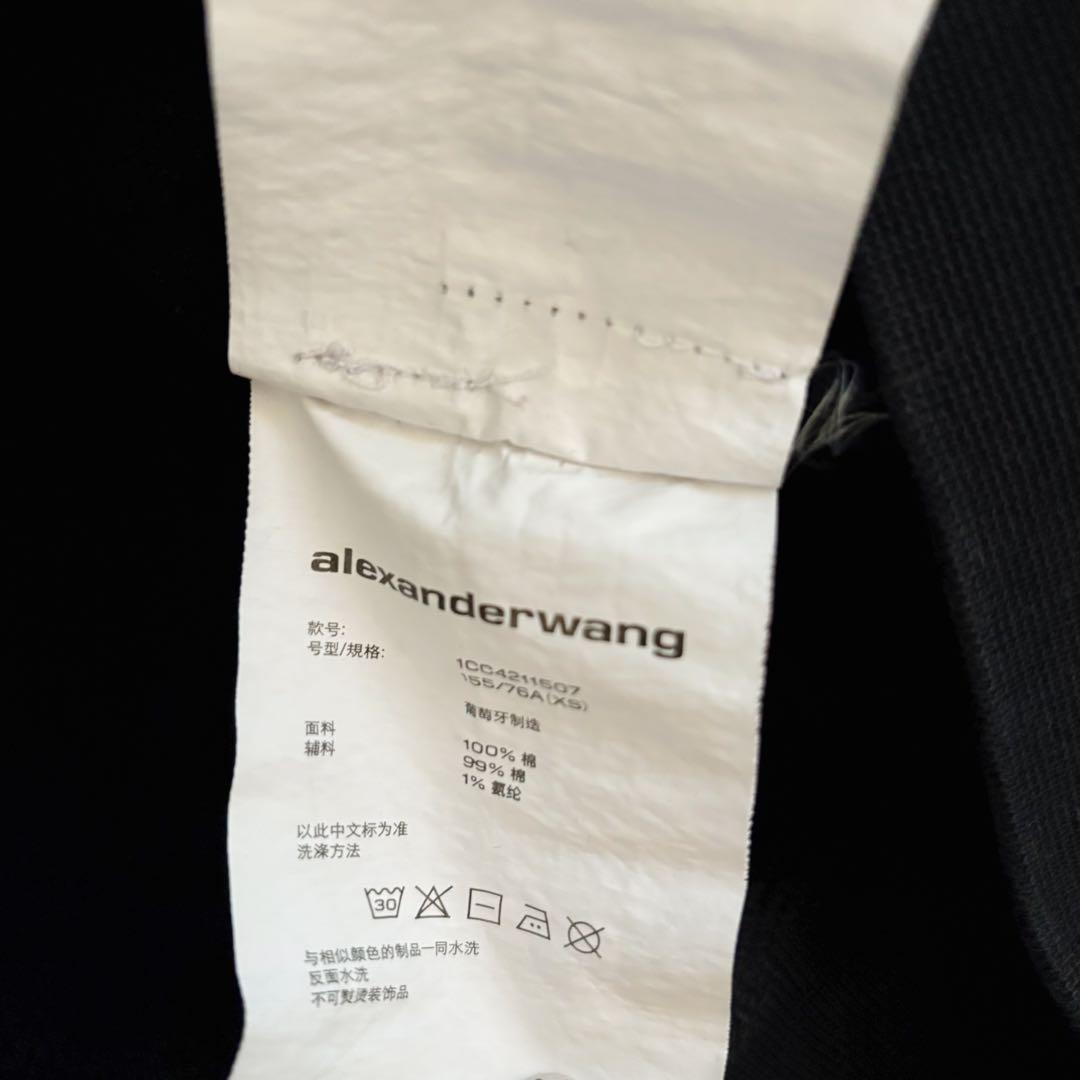 alexanderwang
款号:
号型/規格:
1CC4211507
155/76A(XS)
葡萄牙制造
面料
辅料
100% 棉
99% 棉
1% 氨纶
以此中文标为准
洗涤方法
30
与相似颜色的制品一同水洗
反面水洗
不可熨烫装饰品